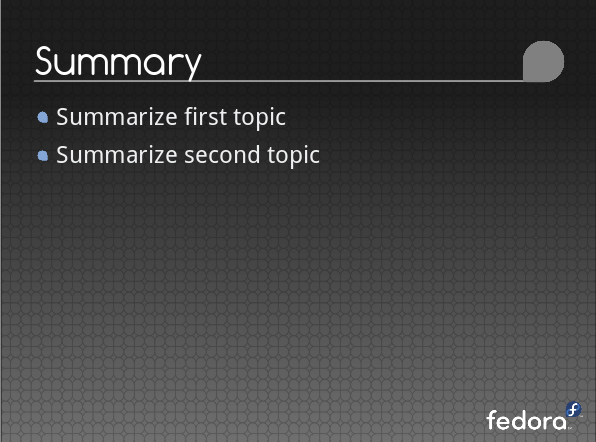 Summary
Summarize first topic
Summarize second topic
fedora